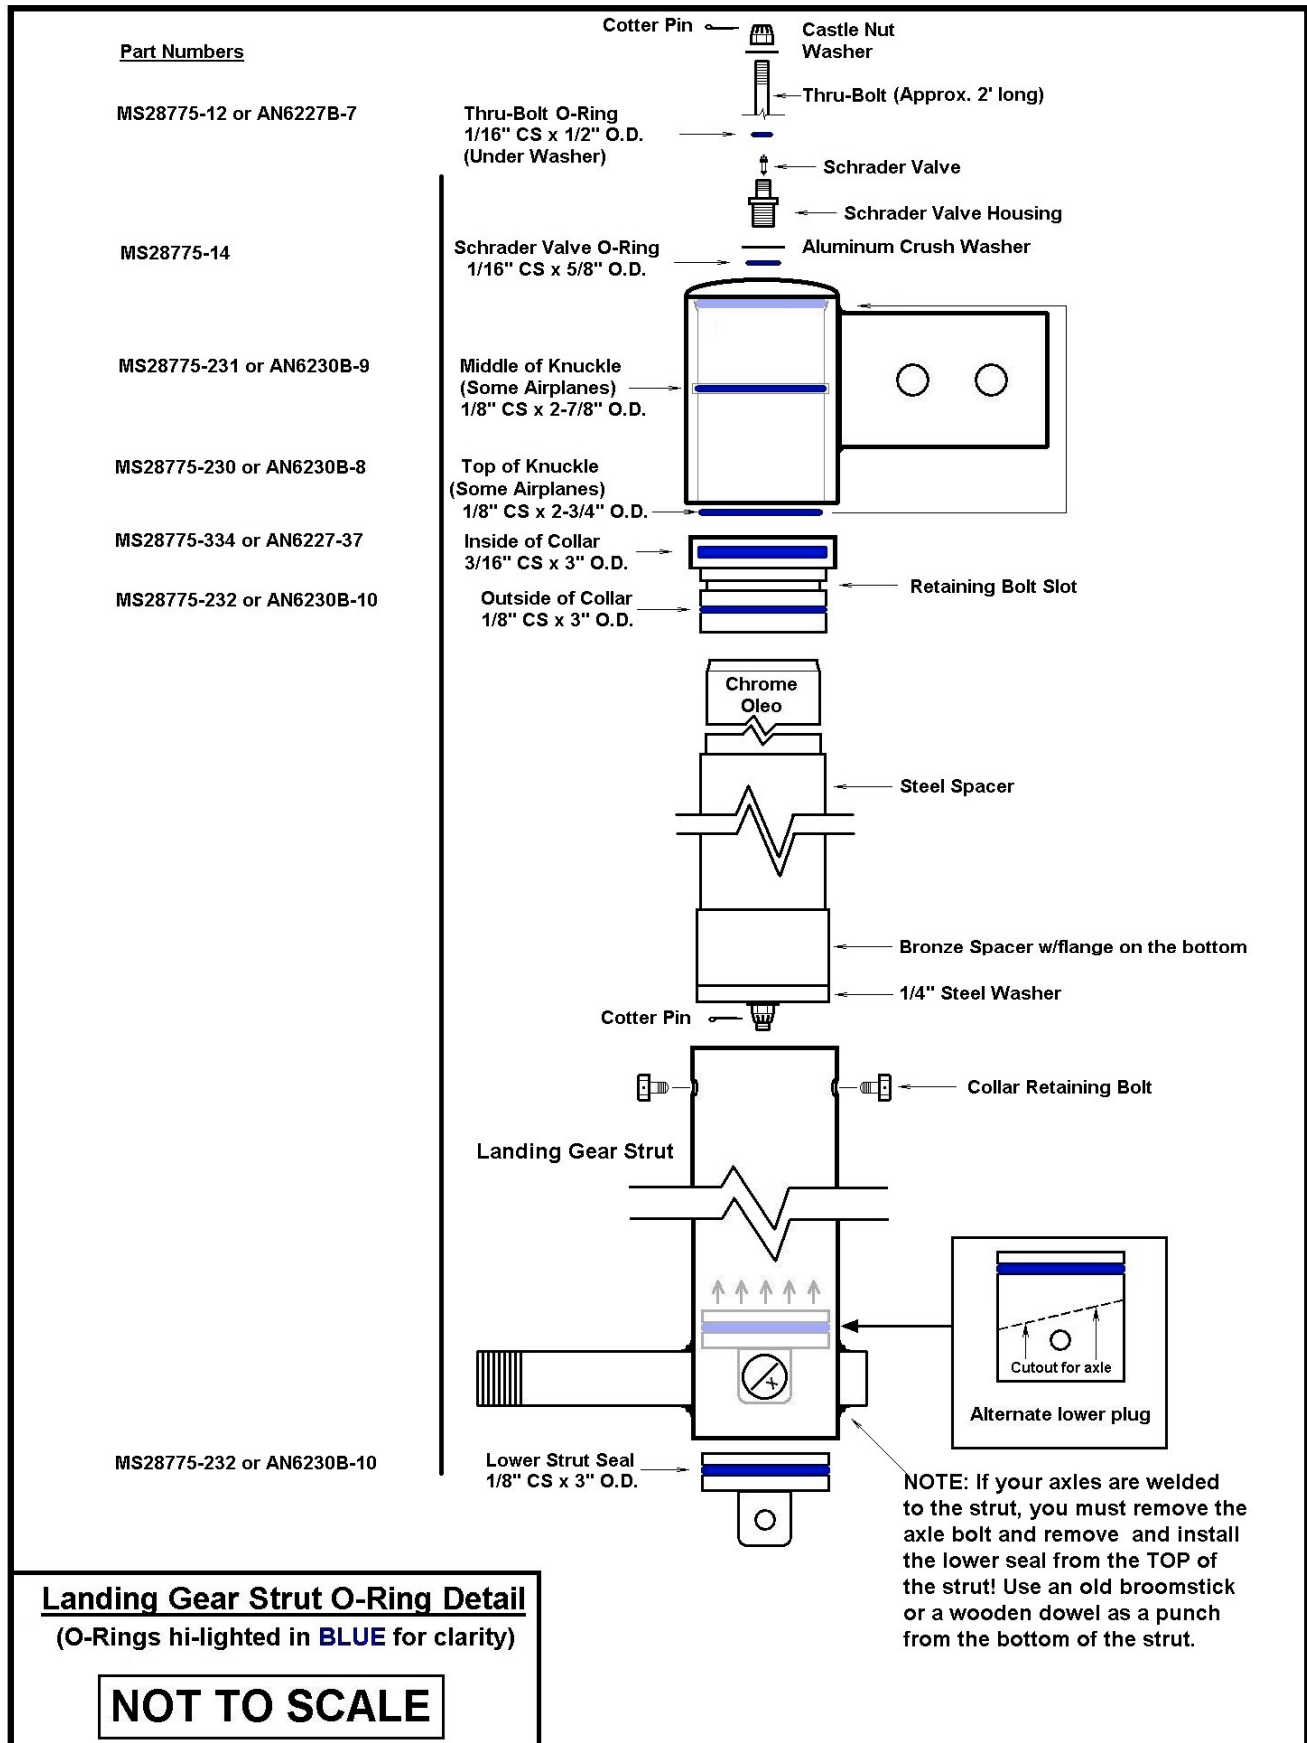 Part Numbers
Cotter Pin
Castle Nut
Washer
Thru-Bolt (Approx. 2' long)
MS28775-12 or AN6227B-7
Thru-Bolt O-Ring
1/16" CS x 1/2" O.D.
(Under Washer)
Schrader Valve
Schrader Valve Housing
MS28775-14
Schrader Valve O-Ring
1/16" CS x 5/8" O.D.
Aluminum Crush Washer
MS28775-231 or AN6230B-9
Middle of Knuckle
(Some Airplanes)
1/8" CS x 2-7/8" O.D.
MS28775-230 or AN6230B-8
Top of Knuckle
(Some Airplanes)
1/8" CS x 2-3/4" O.D.
MS28775-334 or AN6227-37
Inside of Collar
3/16" CS x 3" O.D.
Retaining Bolt Slot
MS28775-232 or AN6230B-10
Outside of Collar
1/8" CS x 3" O.D.
Chrome
Oleo
Steel Spacer
Bronze Spacer w/flange on the bottom
1/4" Steel Washer
Cotter Pin
Collar Retaining Bolt
Landing Gear Strut
X
Cutout for axle
Alternate lower plug
MS28775-232 or AN6230B-10
Lower Strut Seal
1/8" CS x 3" O.D.
NOTE: If your axles are welded
to the strut, you must remove the
axle bolt and remove and install
the lower seal from the TOP of
the strut! Use an old broomstick
or a wooden dowel as a punch
from the bottom of the strut.
Landing Gear Strut O-Ring Detail
(O-Rings hi-lighted in BLUE for clarity)
NOT TO SCALE